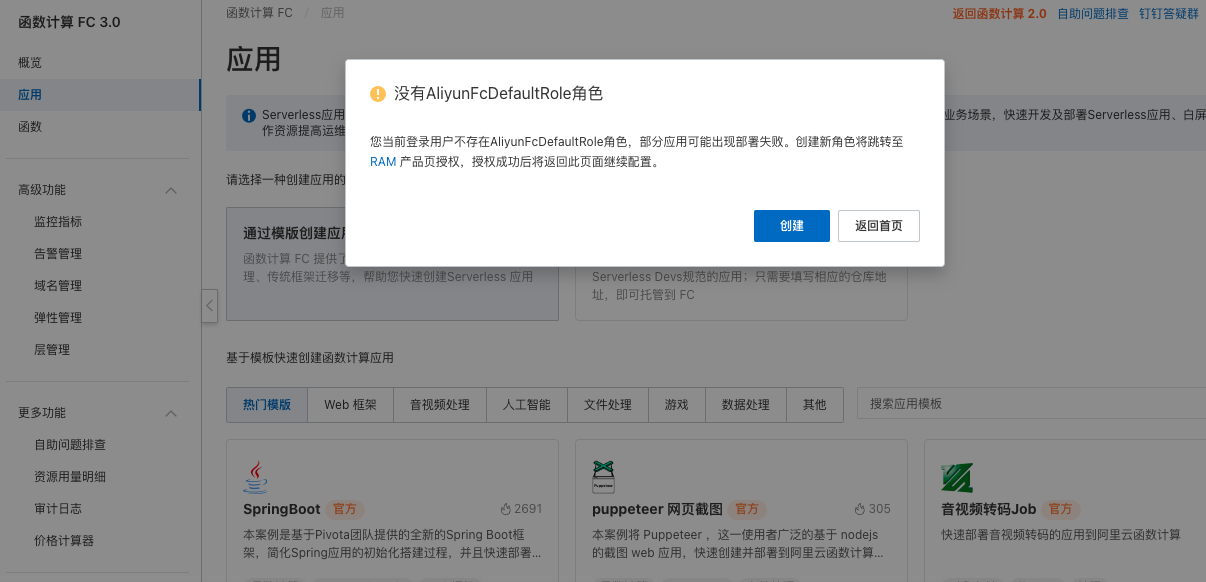 函数计算 FC 3.0
概览
应用
函数
高级功能
监控指标
告警管理
域名管理
弹性管理
层管理
更多功能
自助问题排查
资源用量明细
审计日志
价格计算器
函数计算 FC / 应用
返回函数计算 2.0 自助问题排查 钉钉答疑群
应用
Serverless应用
业务场景，快速开发及部署Serverless应用、白屏
作资源提高运维
请选择一种创建应用的
没有AliyunFcDefaultRole角色
您当前登录用户不存在AliyunFcDefaultRole角色，部分应用可能出现部署失败。创建新角色将跳转至
RAM 产品页授权，授权成功后将返回此页面继续配置。
创建 返回首页
通过模版创建应用
函数计算 FC 提供了
理、传统框架迁移等，帮助您快速创建Serverless 应用
Serverless Devs规范的应用；只需要填写相应的仓库地
址，即可托管到 FC
基于模板快速创建函数计算应用
热门模版 Web 框架 音视频处理 人工智能 文件处理 游戏 数据处理 其他 搜索应用模板
SpringBoot 官方 2691
本案例是基于Pivota团队提供的全新的Spring Boot框
架，简化Spring应用的初始化搭建过程，并且快速部署...
Puppeteer
puppeteer 网页截图 官方 305
本案例将 Puppeteer ，这一使用者广泛的基于 nodejs
的截图 web 应用，快速创建并部署到阿里云函数计算...
音视频转码Job 官方
快速部署音视频转码的应用到阿里云函数计算